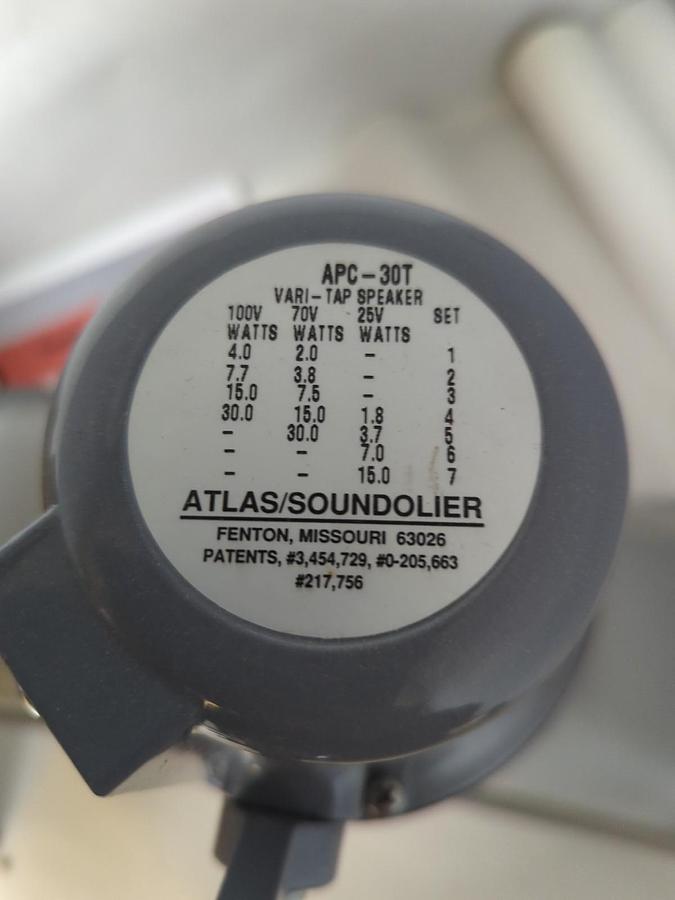 APC-30T
VARI-TAP SPEAKER
100V 70V 25V SET
WATTS WATTS WATTS
4.0 2.0 - 1
7.7 3.8 - 2
15.0 7.5 - 3
30.0 15.0 1.8 4
- 30.0 3.7 5
- - 7.0 6
- - 15.0 7
ATLAS/SOUNDOLIER
FENTON, MISSOURI 63026
PATENTS, #3,454,729, #0-205,663
#217,756